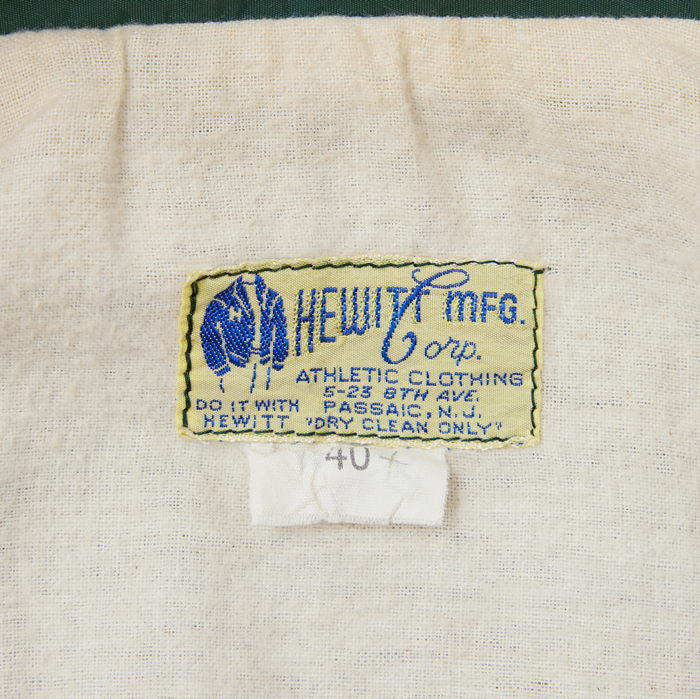 HEWITT MFG.
Corp.
ATHLETIC CLOTHING
5-23 8TH AVE.
PASSAIC, N.J.
"DRY CLEAN ONLY"
DO IT WITH
HEWITT
40